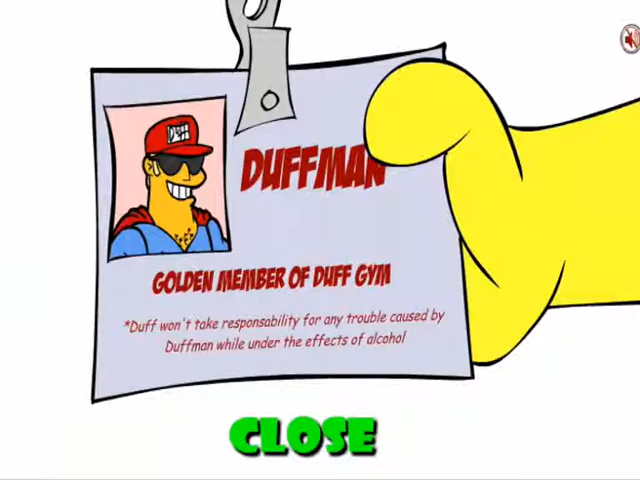 Duff
DUFFMAN
GOLDEN MEMBER OF DUFF GYM
*Duff won't take responsability for any trouble caused by
Duffman while under the effects of alcohol
CLOSE